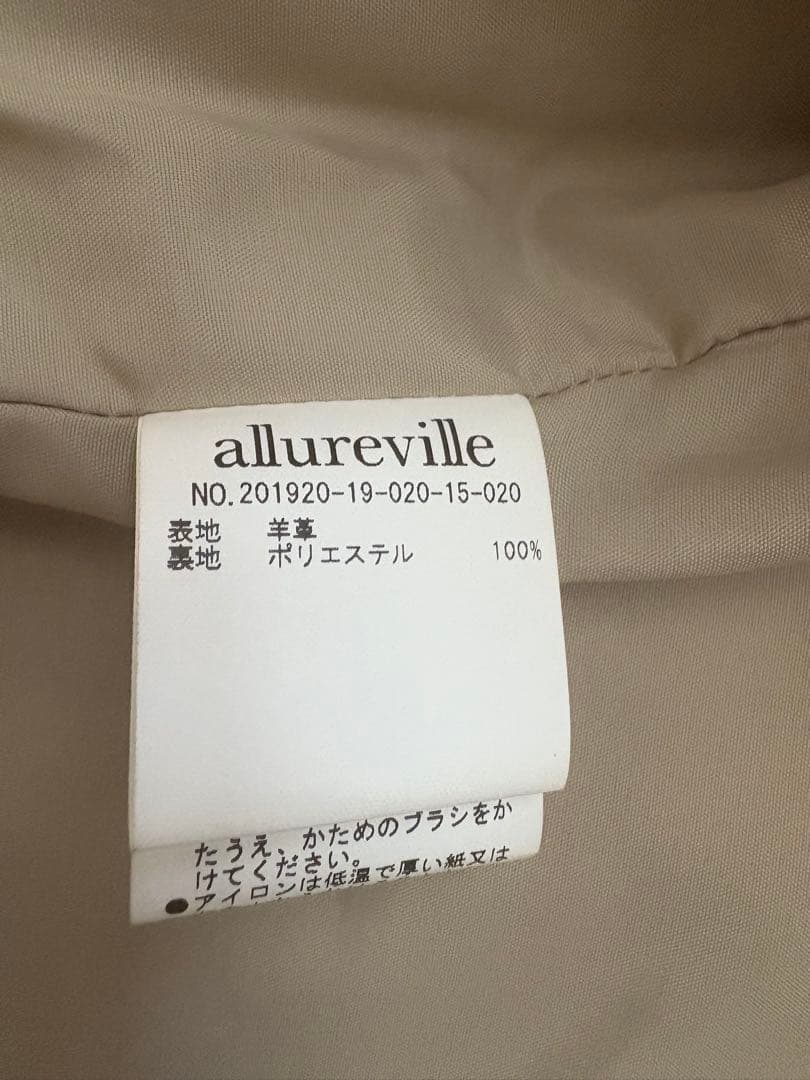 allureville
NO.201920-19-020-15-020
表地 羊革
裏地 ポリエステル 100%
たうえ、かためのブラシをか
けてください。
●アイロンは低温で厚い紙又は